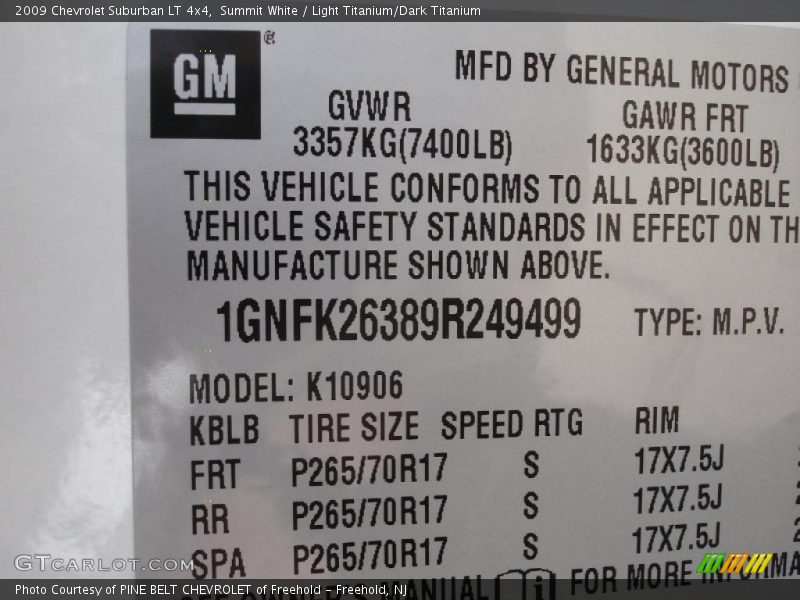 2009 Chevrolet Suburban LT 4x4, Summit White / Light Titanium/Dark Titanium
GM ®
MFD BY GENERAL MOTORS
GVWR GAWR FRT
3357KG(7400LB) 1633KG(3600LB)
THIS VEHICLE CONFORMS TO ALL APPLICABLE
VEHICLE SAFETY STANDARDS IN EFFECT ON TH
MANUFACTURE SHOWN ABOVE.
1GNFK26389R249499 TYPE: M.P.V.
MODEL: K10906
KBLB TIRE SIZE SPEED RTG RIM
FRT P265/70R17 S 17X7.5J
RR P265/70R17 S 17X7.5J
SPA P265/70R17 S 17X7.5J
OWNER'S MANUAL i FOR MORE INFORMA
GTCARLOT.COM
Photo Courtesy of PINE BELT CHEVROLET of Freehold - Freehold, NJ